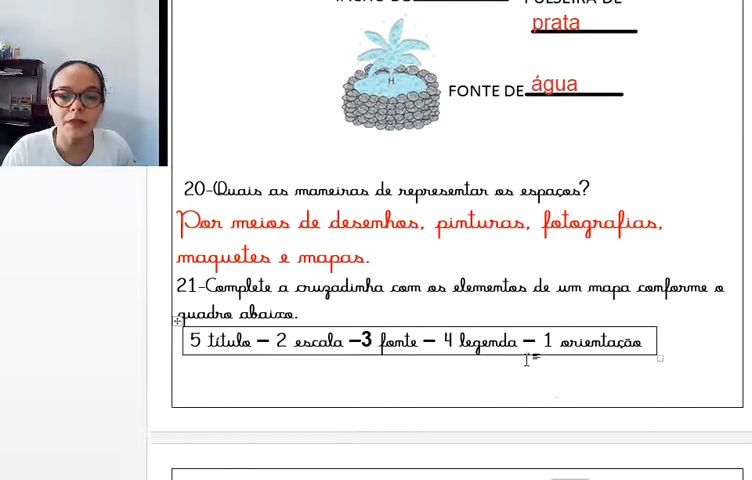 PULSEIRA DE
prata
FONTE DE água
20-Quais as maneiras de representar os espaços?
Por meios de desenhos, pinturas, fotografias,
maquetes e mapas.
21-Complete a cruzadinha com os elementos de um mapa conforme o
quadro abaixo.
5 título – 2 escala –3 fonte – 4 legenda – 1 orientação